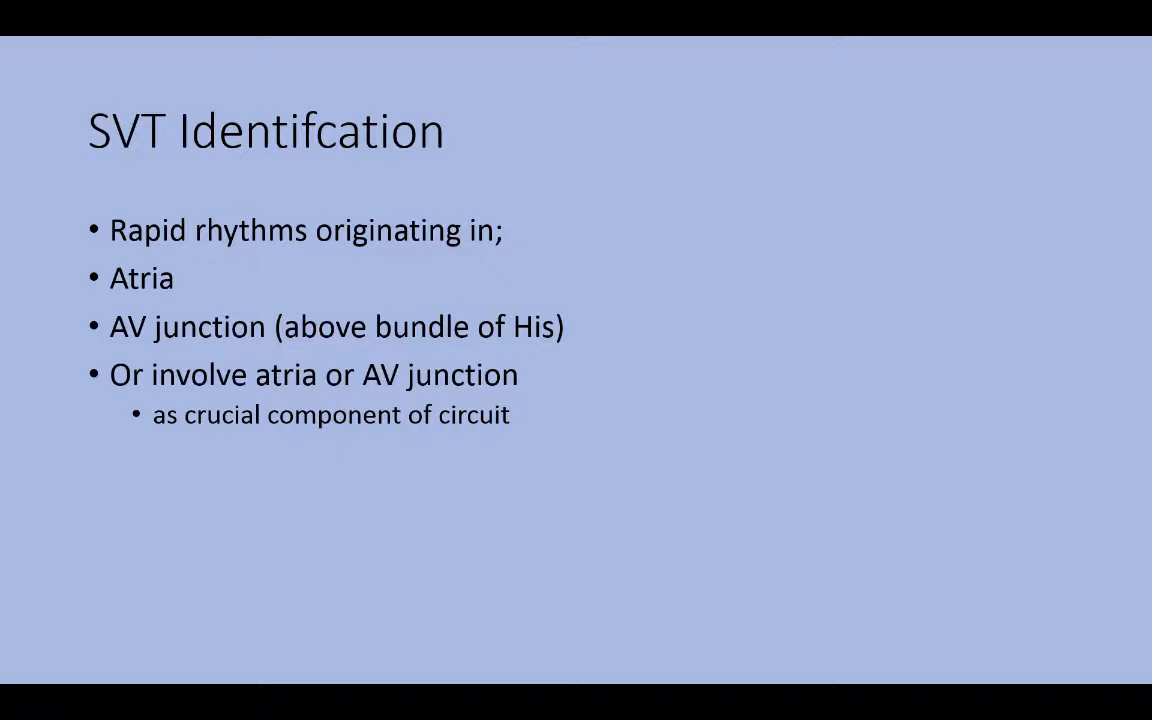 SVT Identifcation
• Rapid rhythms originating in;
• Atria
• AV junction (above bundle of His)
• Or involve atria or AV junction
• as crucial component of circuit